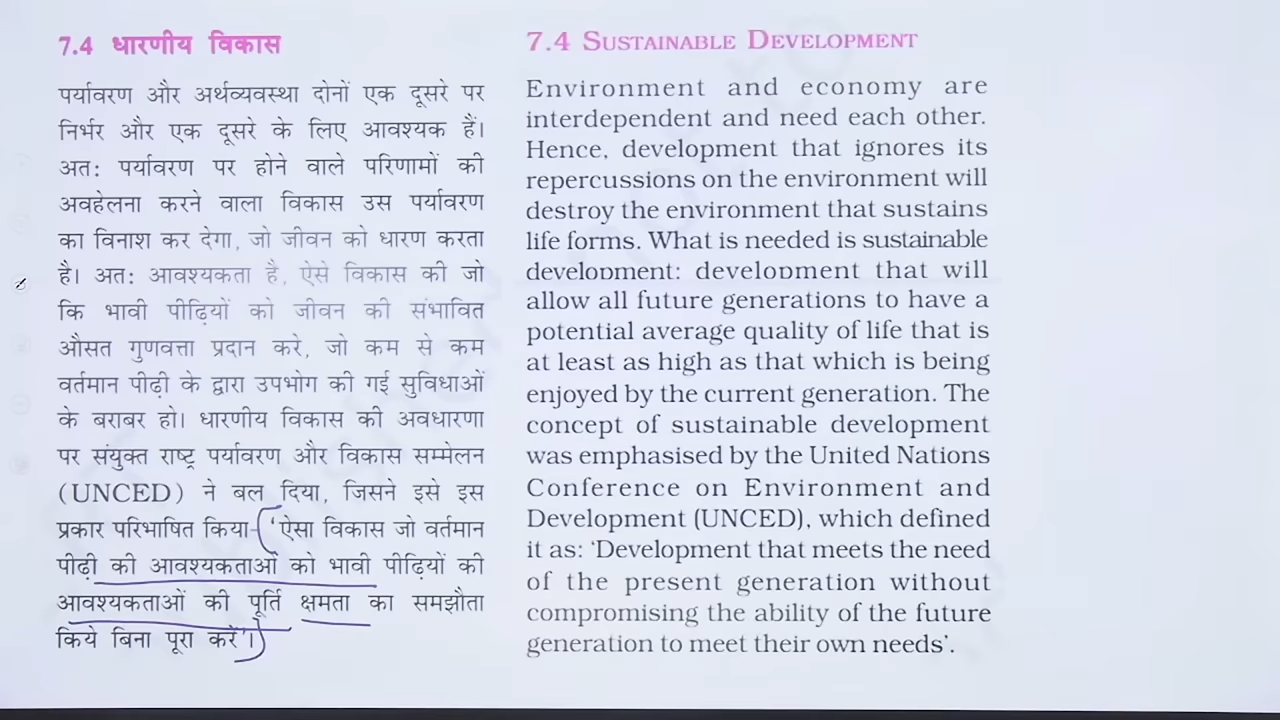 7.4 धारणीय विकास
पर्यावरण और अर्थव्यवस्था दोनों एक दूसरे पर
निर्भर और एक दूसरे के लिए आवश्यक हैं।
अतः पर्यावरण पर होने वाले परिणामों की
अवहेलना करने वाला विकास उस पर्यावरण
का विनाश कर देगा, जो जीवन को धारण करता
है। अतः आवश्यकता है, ऐसे विकास की जो
कि भावी पीढ़ियों को जीवन की संभावित
औसत गुणवत्ता प्रदान करे, जो कम से कम
वर्तमान पीढ़ी के द्वारा उपभोग की गई सुविधाओं
के बराबर हो। धारणीय विकास की अवधारणा
पर संयुक्त राष्ट्र पर्यावरण और विकास सम्मेलन
(UNCED) ने बल दिया, जिसने इसे इस
प्रकार परिभाषित किया-‘ऐसा विकास जो वर्तमान
पीढ़ी की आवश्यकताओं को भावी पीढ़ियों की
आवश्यकताओं की पूर्ति क्षमता का समझौता
किये बिना पूरा करें’।
7.4 SUSTAINABLE DEVELOPMENT
Environment and economy are
interdependent and need each other.
Hence, development that ignores its
repercussions on the environment will
destroy the environment that sustains
life forms. What is needed is sustainable
development: development that will
allow all future generations to have a
potential average quality of life that is
at least as high as that which is being
enjoyed by the current generation. The
concept of sustainable development
was emphasised by the United Nations
Conference on Environment and
Development (UNCED), which defined
it as: ‘Development that meets the need
of the present generation without
compromising the ability of the future
generation to meet their own needs’.